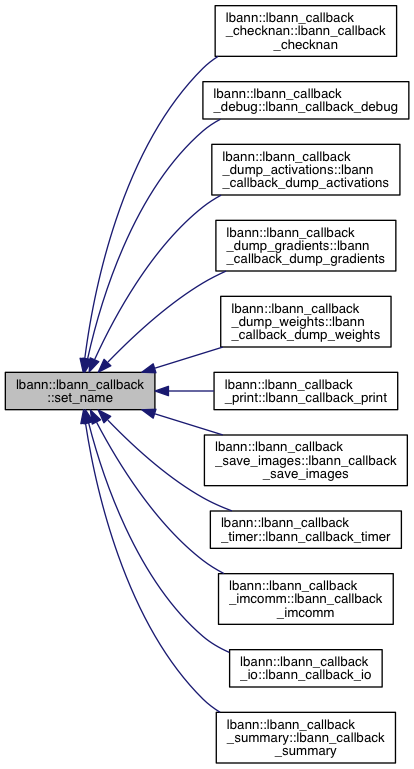 lbann::lbann_callback
_checknan::lbann_callback
_checknan
lbann::lbann_callback
_debug::lbann_callback_debug
lbann::lbann_callback
_dump_activations::lbann
_callback_dump_activations
lbann::lbann_callback
_dump_gradients::lbann
_callback_dump_gradients
lbann::lbann_callback
_dump_weights::lbann
_callback_dump_weights
lbann::lbann_callback
::set_name
lbann::lbann_callback
_print::lbann_callback_print
lbann::lbann_callback
_save_images::lbann_callback
_save_images
lbann::lbann_callback
_timer::lbann_callback_timer
lbann::lbann_callback
_imcomm::lbann_callback
_imcomm
lbann::lbann_callback
_io::lbann_callback_io
lbann::lbann_callback
_summary::lbann_callback
_summary